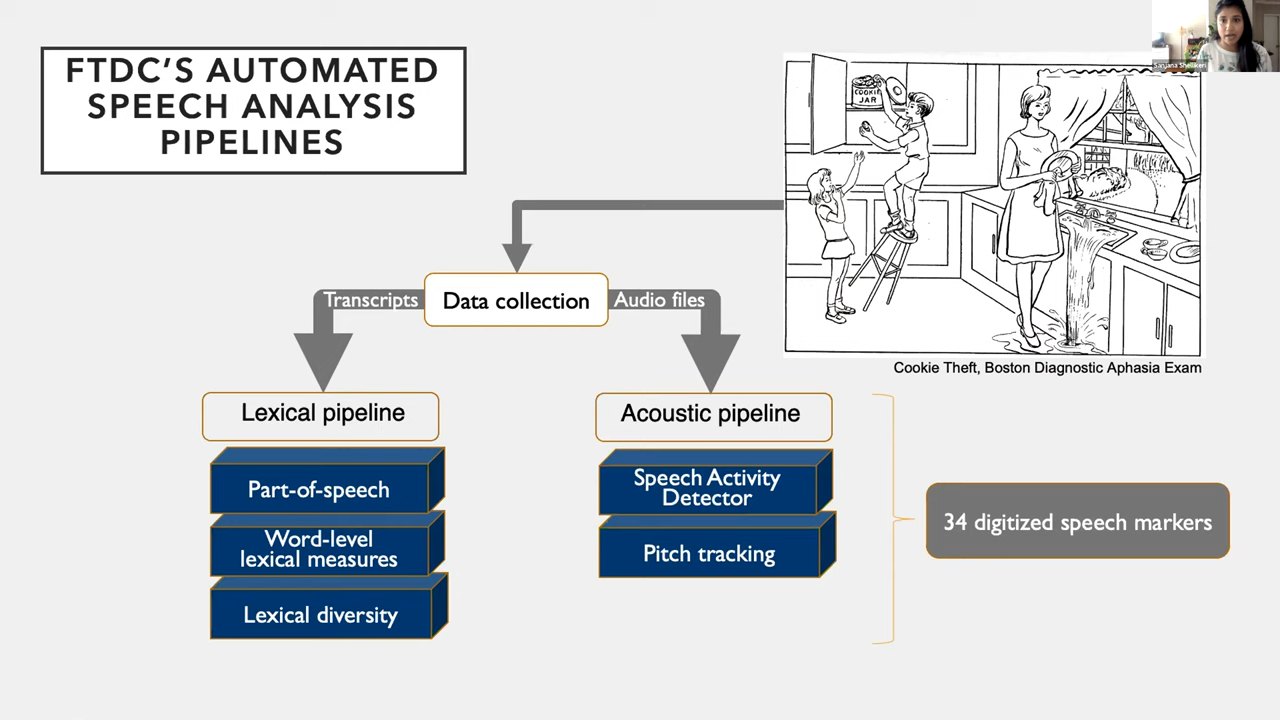 FTDC'S AUTOMATED
SPEECH ANALYSIS
PIPELINES
Sanjana Shellikeri
COOKIE
JAR
Cookie Theft, Boston Diagnostic Aphasia Exam
Transcripts
Data collection
Audio files
Lexical pipeline
Part-of-speech
Word-level
lexical measures
Lexical diversity
Acoustic pipeline
Speech Activity
Detector
Pitch tracking
34 digitized speech markers